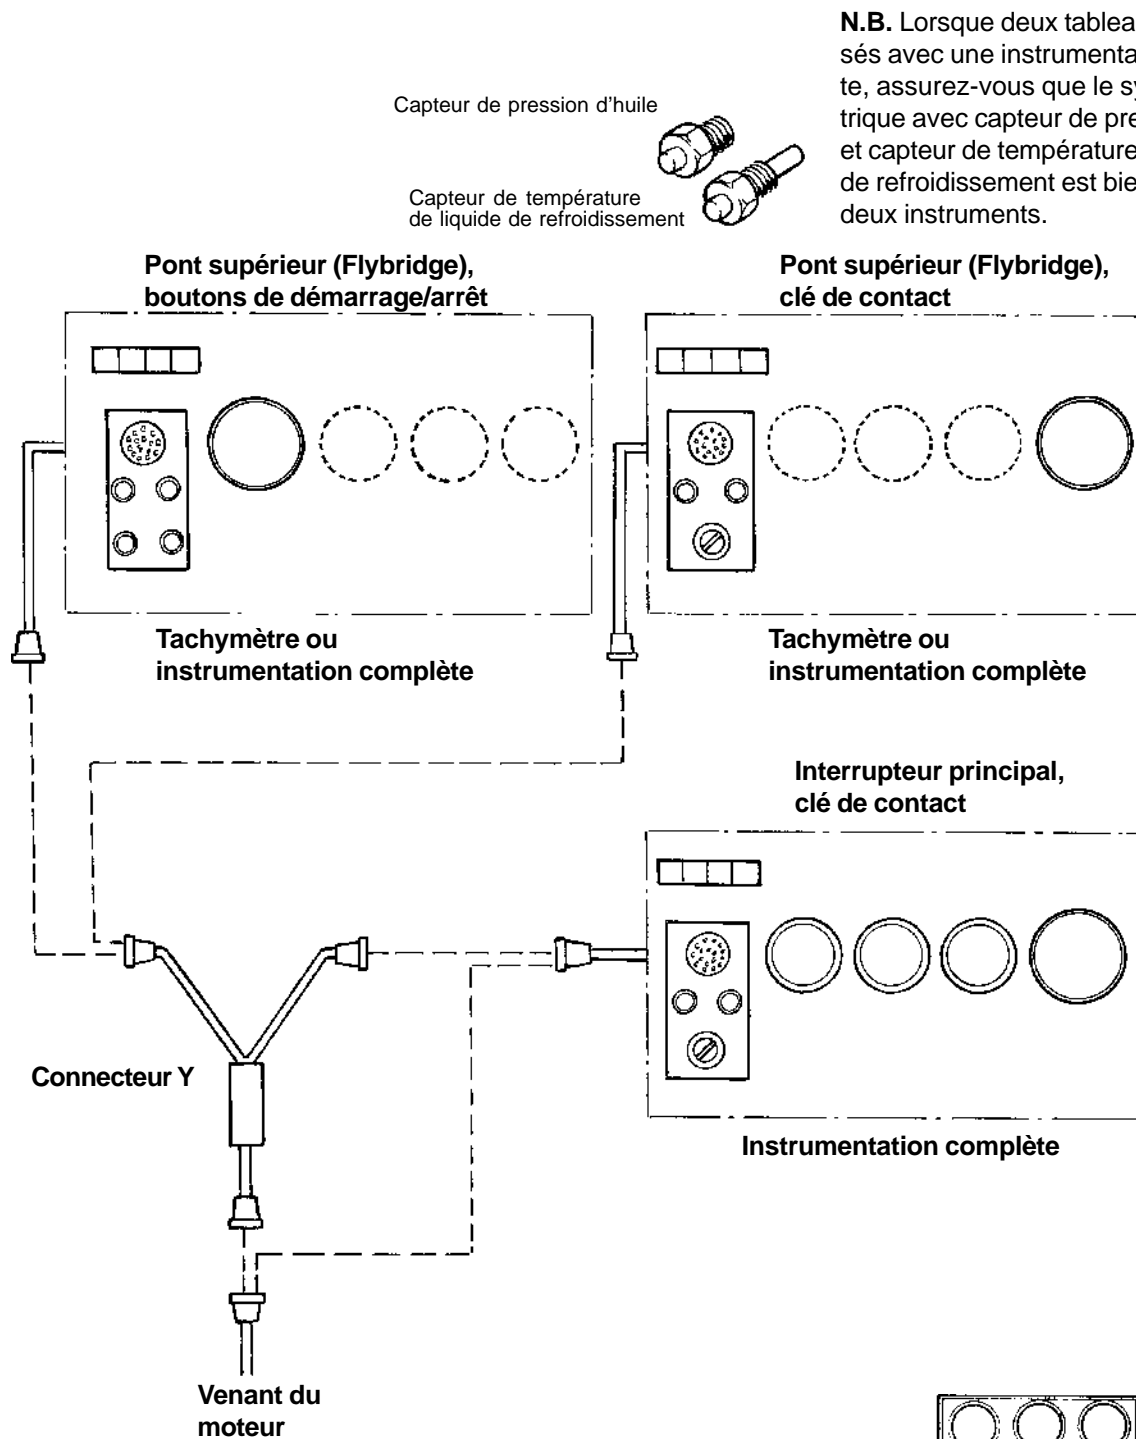 N.B. Lorsque deux tablea
sés avec une instrumenta
te, assurez-vous que le sy
trique avec capteur de pre
et capteur de température
de refroidissement est bie
deux instruments.
Capteur de pression d’huile
Capteur de température
de liquide de refroidissement
Pont supérieur (Flybridge),
boutons de démarrage/arrêt
Pont supérieur (Flybridge),
clé de contact
Tachymètre ou
instrumentation complète
Tachymètre ou
instrumentation complète
Interrupteur principal,
clé de contact
Connecteur Y
Instrumentation complète
Venant du
moteur